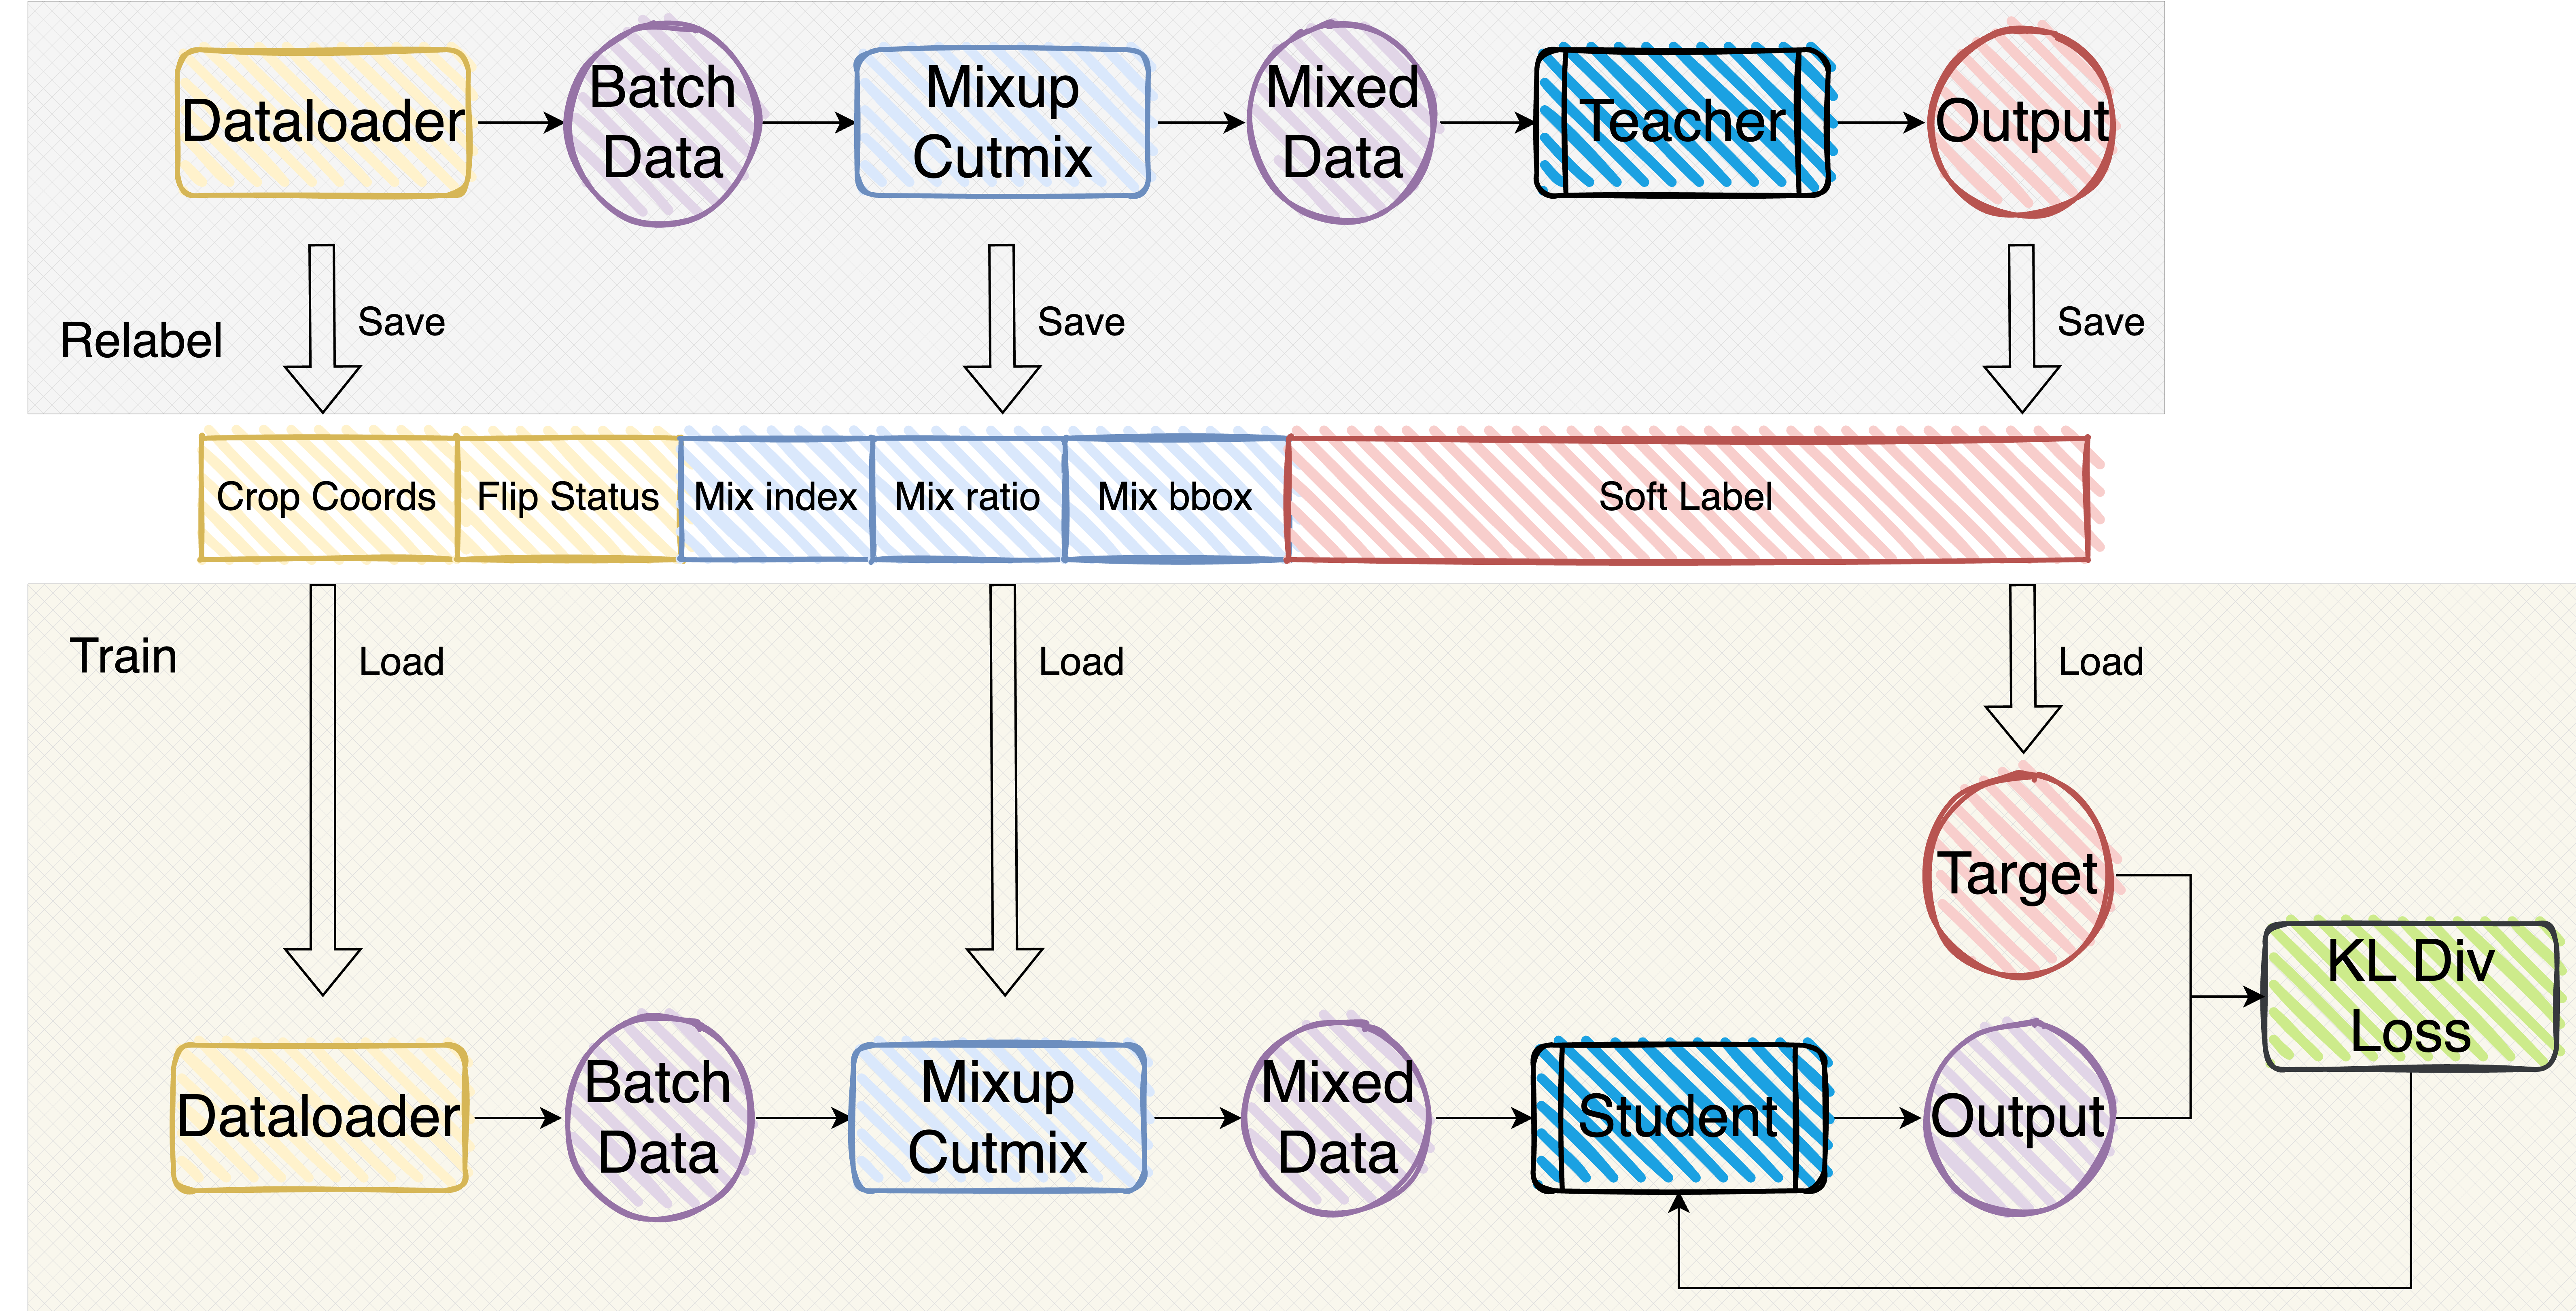 Dataloader
Batch
Data
Mixup
Cutmix
Mixed
Data
Teacher
Output
Relabel
Save
Save
Save
Crop Coords
Flip Status
Mix index
Mix ratio
Mix bbox
Soft Label
Train
Load
Load
Load
Target
KL Div
Loss
Dataloader
Batch
Data
Mixup
Cutmix
Mixed
Data
Student
Output